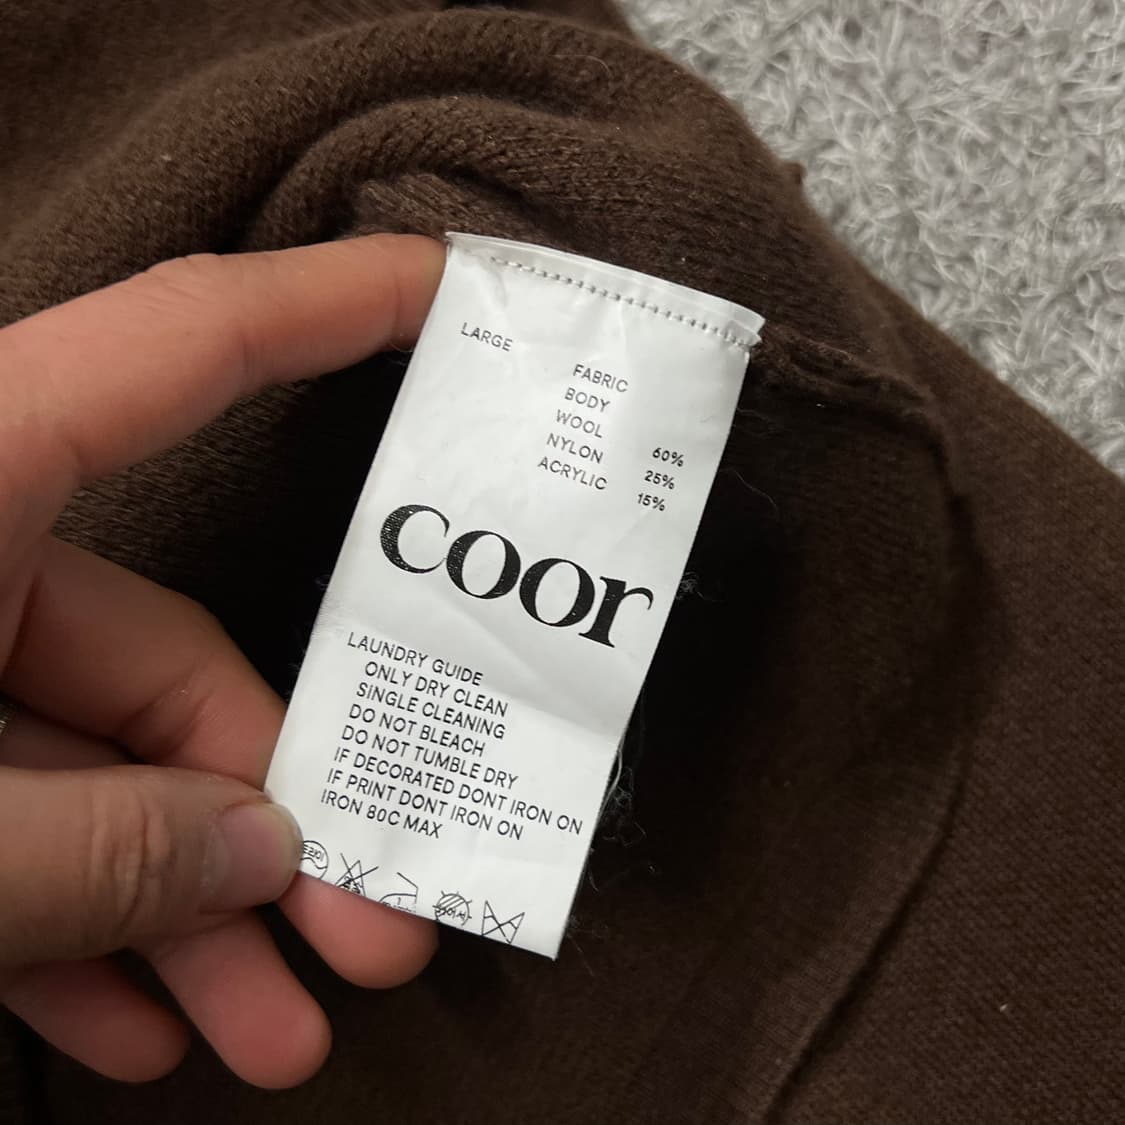 LARGE
FABRIC
BODY
WOOL 60%
NYLON 25%
ACRYLIC 15%
coor
LAUNDRY GUIDE
ONLY DRY CLEAN
SINGLE CLEANING
DO NOT BLEACH
DO NOT TUMBLE DRY
IF DECORATED DONT IRON ON
IF PRINT DONT IRON ON
IRON 80C MAX